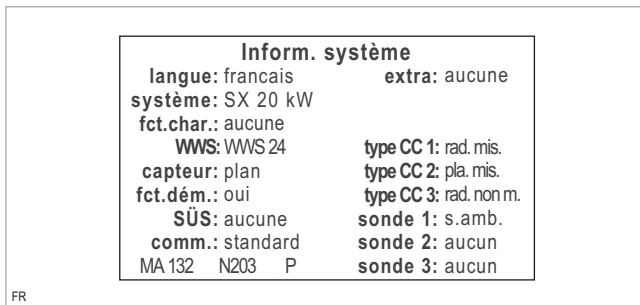 Inform. système
langue: francais extra: aucune
système: SX 20 kW
fct.char.: aucune
WWS: WWS 24 type CC 1: rad. mis.
capteur: plan type CC 2: pla. mis.
fct.dém.: oui type CC 3: rad. non m.
SÜS: aucune sonde 1: s.amb.
comm.: standard sonde 2: aucun
MA 132 N203 P sonde 3: aucun
FR